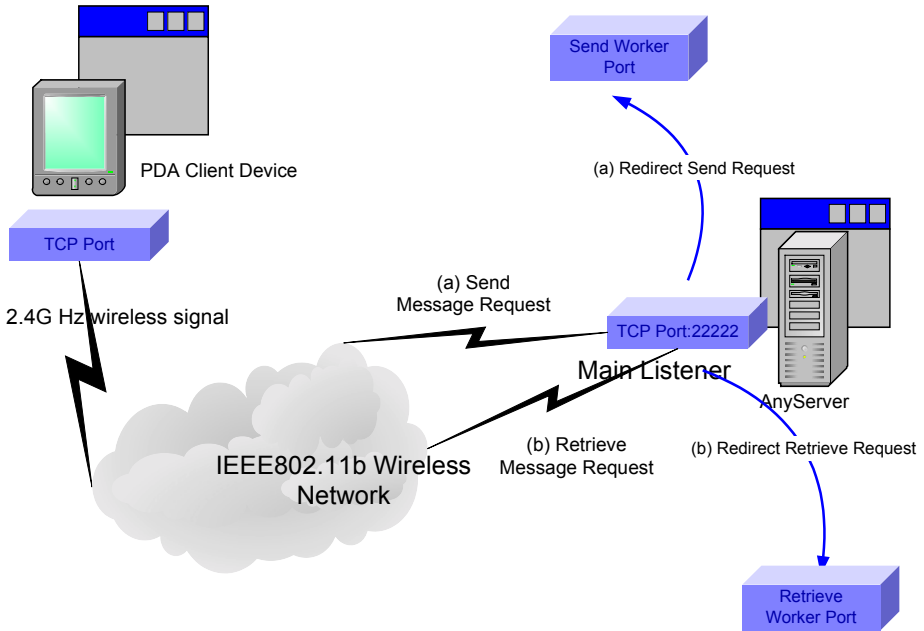 Send Worker
Port
(a) Redirect Send Request
PDA Client Device
TCP Port
2.4G Hz wireless signal
(a) Send
Message Request
TCP Port:22222
Main Listener
AnyServer
(b) Retrieve
Message Request
(b) Redirect Retrieve Request
IEEE802.11b Wireless
Network
Retrieve
Worker Port